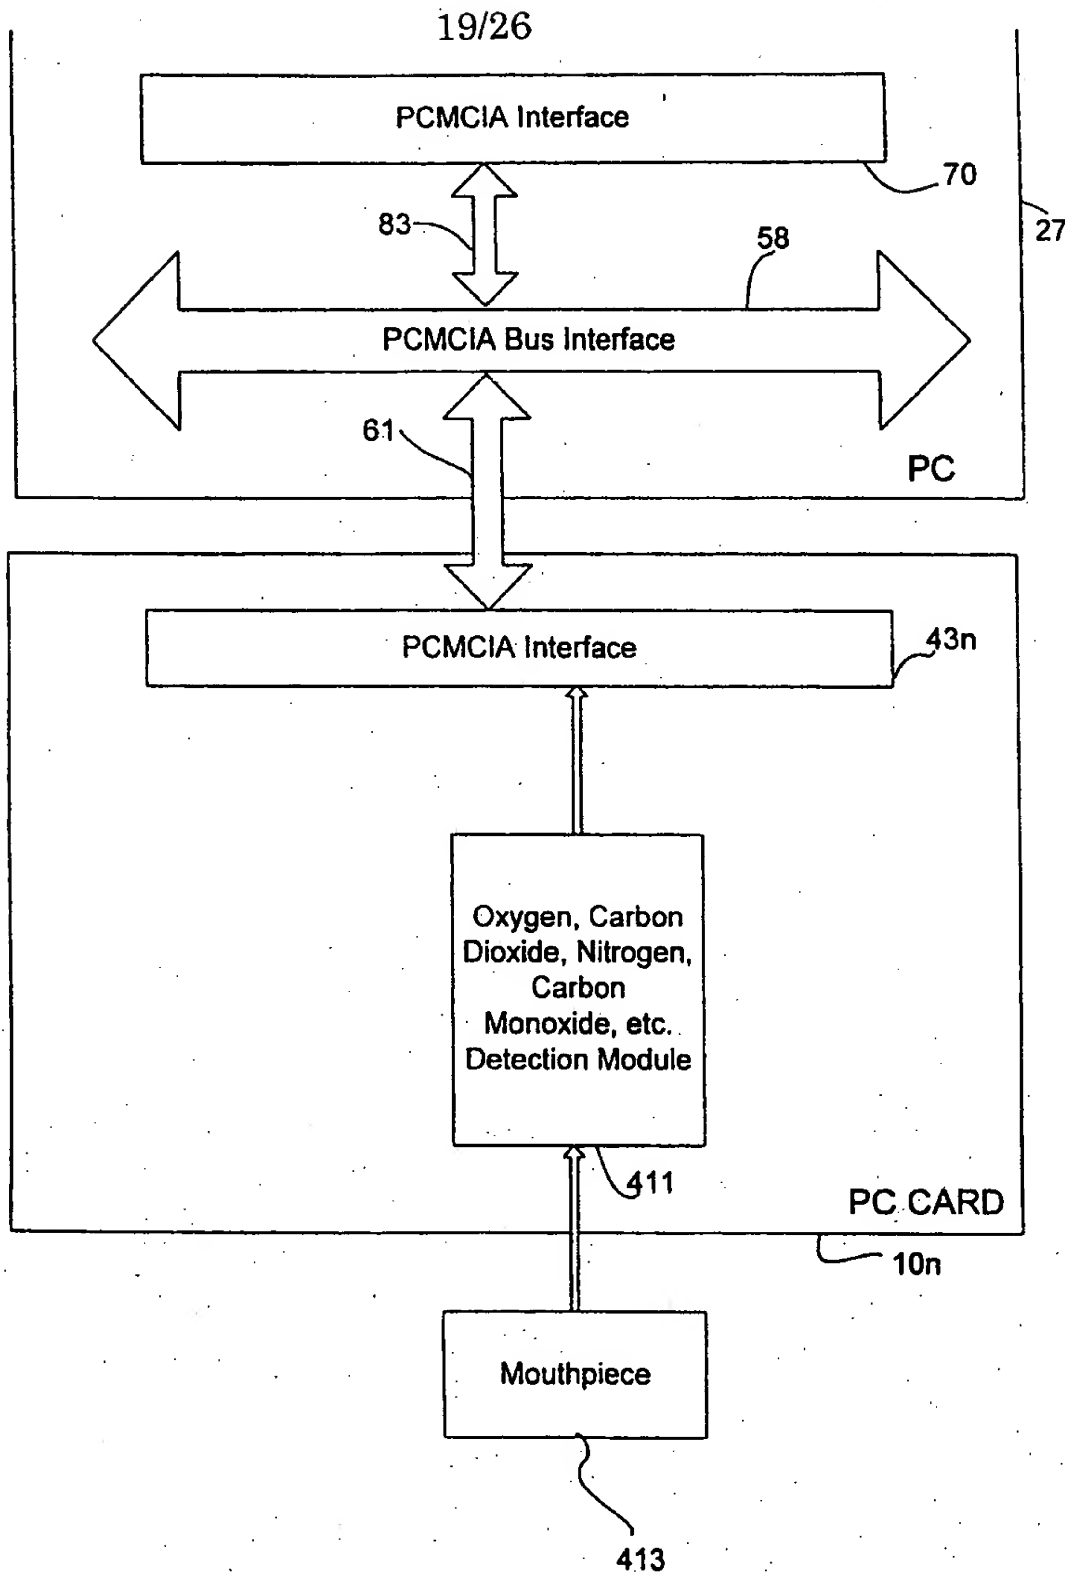 19/26
PCMCIA Interface
70
27
83
58
PCMCIA Bus Interface
61
PC
PCMCIA Interface
43n
Oxygen, Carbon
Dioxide, Nitrogen,
Carbon
Monoxide, etc.
Detection Module
411
PC CARD
10n
Mouthpiece
413